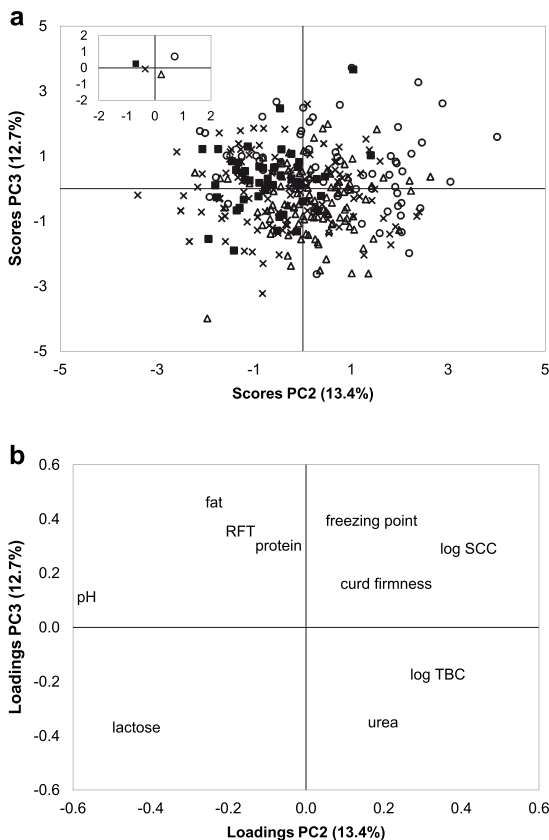 a
2
1
0
-1
-2
-2 -1 0 1 2
5
3
1
-1
-3
-5
-5 -3 -1 1 3 5
Scores PC3 (12.7%)
Scores PC2 (13.4%)
b
0.6
0.4
0.2
0.0
-0.2
-0.4
-0.6
-0.6 -0.4 -0.2 0.0 0.2 0.4 0.6
Loadings PC3 (12.7%)
fat
RFT
protein
freezing point
log SCC
curd firmness
pH
log TBC
lactose
urea
Loadings PC2 (13.4%)